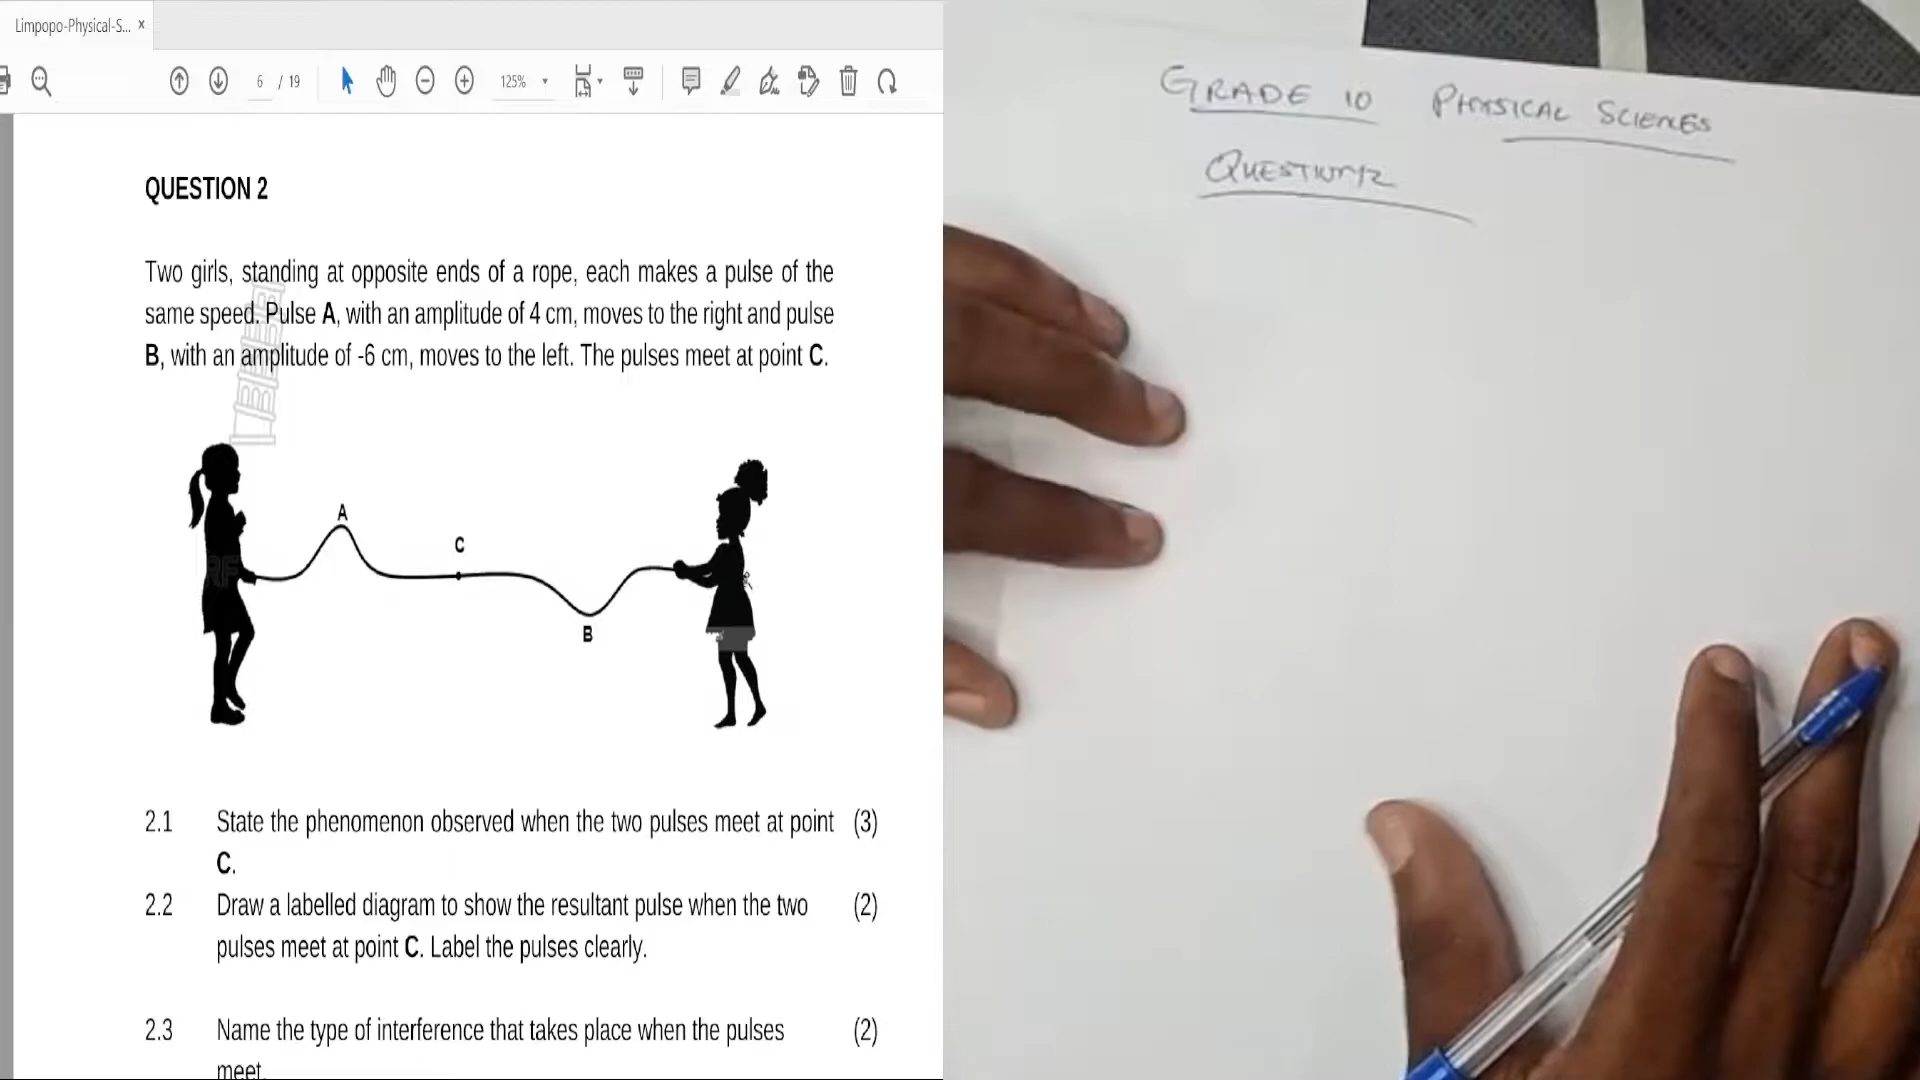 Limpopo-Physical-S... x
6 / 19
125%
QUESTION 2
Two girls, standing at opposite ends of a rope, each makes a pulse of the
same speed. Pulse A, with an amplitude of 4 cm, moves to the right and pulse
B, with an amplitude of -6 cm, moves to the left. The pulses meet at point C.
A
C
B
2.1 State the phenomenon observed when the two pulses meet at point (3)
C.
2.2 Draw a labelled diagram to show the resultant pulse when the two (2)
pulses meet at point C. Label the pulses clearly.
2.3 Name the type of interference that takes place when the pulses (2)
meet.
GRADE 10 PHYSICAL SCIENCES